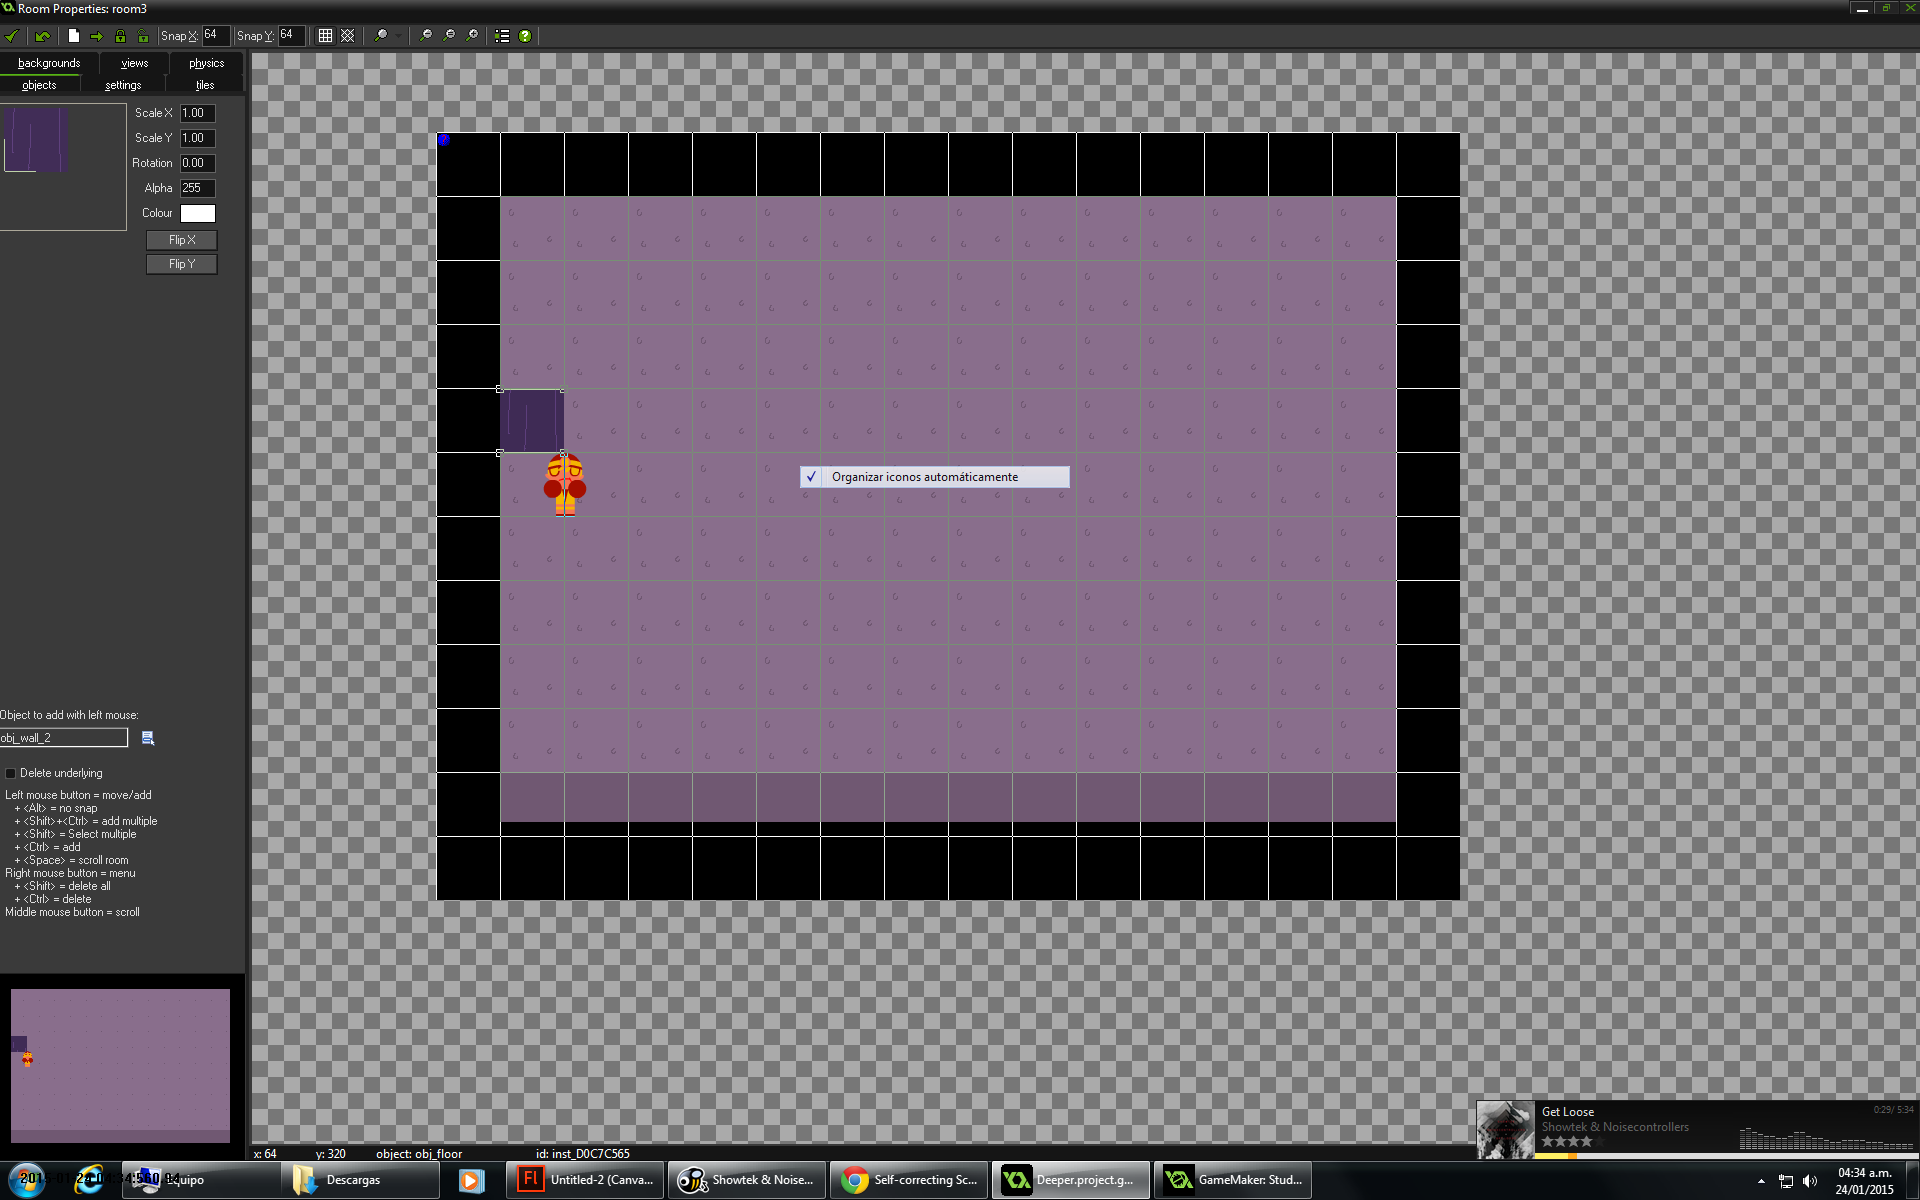 Room Properties: room3
Snap X: 64 Snap Y: 64
backgrounds views physics
objects settings tiles
Scale X 1.00
Scale Y 1.00
Rotation 0.00
Alpha 255
Colour
Flip X
Flip Y
Organizar iconos automáticamente
Object to add with left mouse:
obj_wall_2
Delete underlying
Left mouse button = move/add
+ <Alt> = no snap
+ <Shift>+<Ctrl> = add multiple
+ <Shift> = Select multiple
+ <Ctrl> = add
+ <Space> = scroll room
Right mouse button = menu
+ <Shift> = delete all
+ <Ctrl> = delete
Middle mouse button = scroll
Get Loose 0:29/ 5:34
Showtek & Noisecontrollers
x: 64 y: 320 object: obj_floor id: inst_D0C7C565
Descargas
Fl Untitled-2 (Canva...
Showtek & Noise...
Self-correcting Sc...
Deeper.project.g...
GameMaker: Stud...
04:34 a.m.
24/01/2015